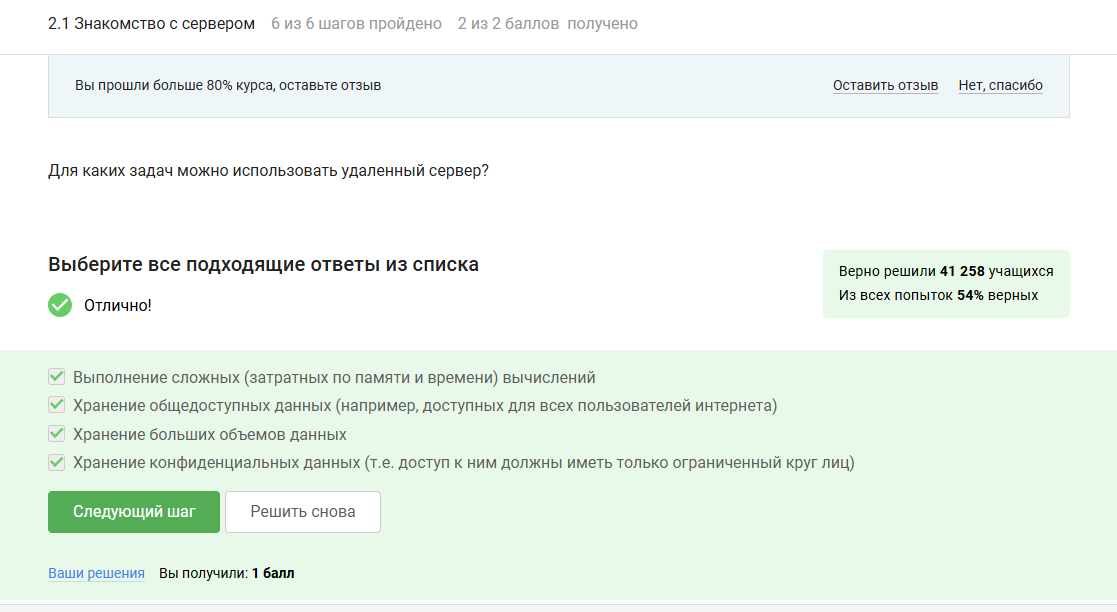 2.1 Знакомство с сервером 6 из 6 шагов пройдено 2 из 2 баллов получено
Вы прошли больше 80% курса, оставьте отзыв Оставить отзыв Нет, спасибо
Для каких задач можно использовать удаленный сервер?
Выберите все подходящие ответы из списка
Верно решили 41 258 учащихся
Из всех попыток 54% верных
Отлично!
Выполнение сложных (затратных по памяти и времени) вычислений
Хранение общедоступных данных (например, доступных для всех пользователей интернета)
Хранение больших объемов данных
Хранение конфиденциальных данных (т.е. доступ к ним должны иметь только ограниченный круг лиц)
Следующий шаг Решить снова
Ваши решения Вы получили: 1 балл